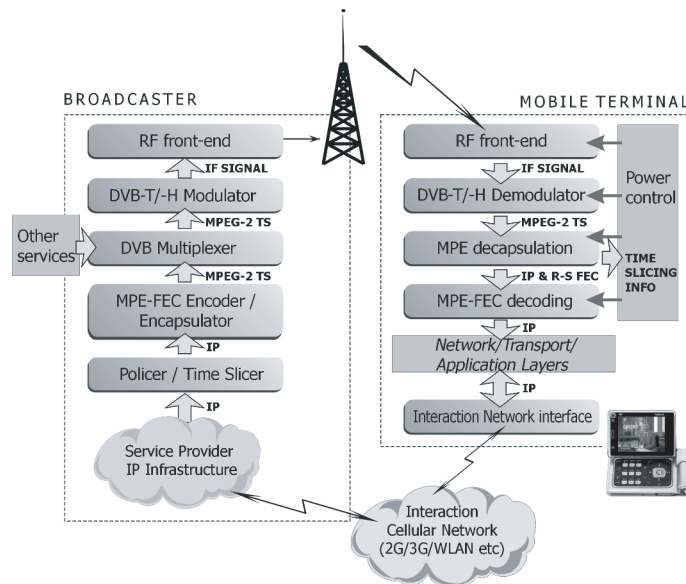 BROADCASTER
RF front-end
IF SIGNAL
DVB-T/-H Modulator
MPEG-2 TS
Other
services
DVB Multiplexer
MPEG-2 TS
MPE-FEC Encoder /
Encapsulator
IP
Policer / Time Slicer
IP
Service Provider
IP Infrastructure
MOBILE TERMINAL
RF front-end
IF SIGNAL
DVB-T/-H Demodulator
MPEG-2 TS
MPE decapsulation
IP & R-S FEC
MPE-FEC decoding
IP
Network/Transport/
Application Layers
IP
Interaction Network interface
Power
control
TIME
SLICING
INFO
Interaction
Cellular Network
(2G/3G/WLAN etc)